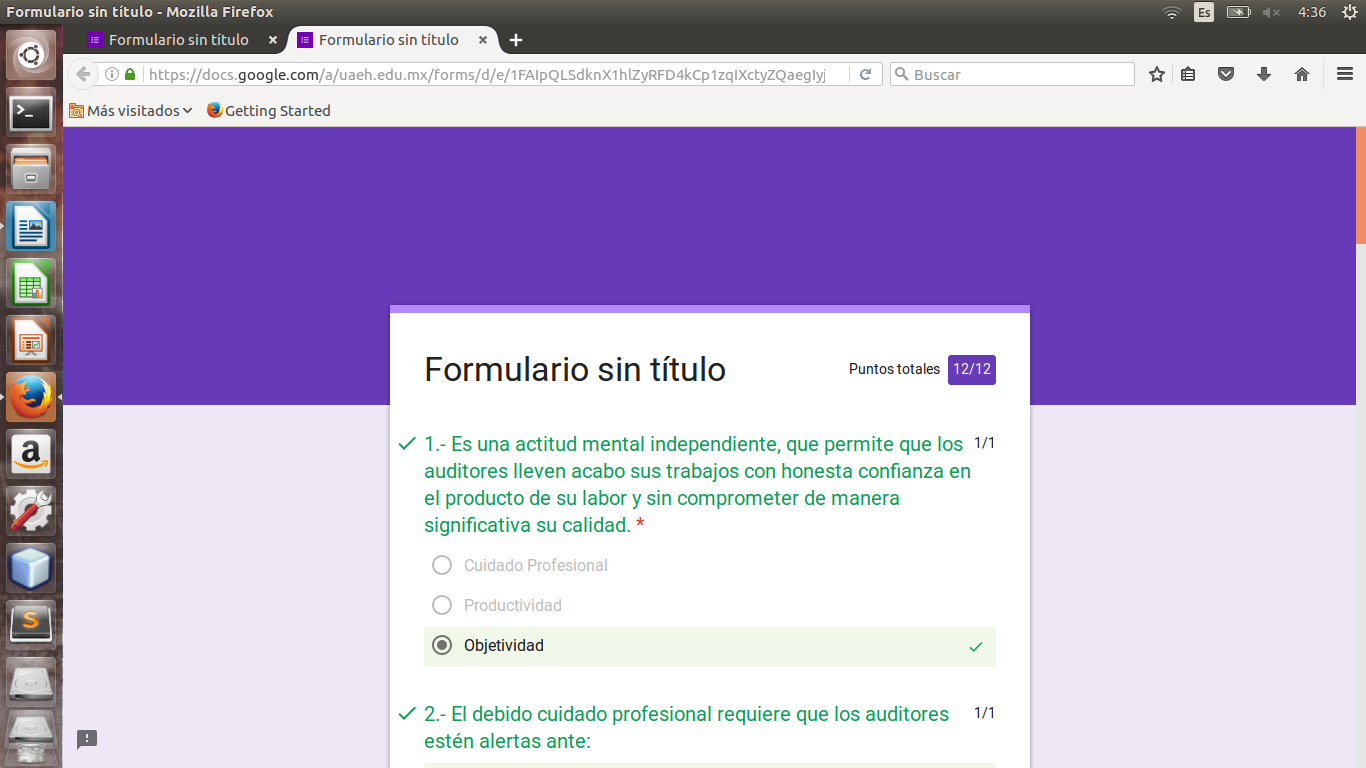 Formulario sin título - Mozilla Firefox
Es
4:36
Formulario sin título
Formulario sin título
https://docs.google.com/a/uaeh.edu.mx/forms/d/e/1FAIpQLSdknX1hlZyRFD4kCp1zqIXctyZQaegIyj
Buscar
Más visitados
Getting Started
Formulario sin título
Puntos totales 12/12
1.- Es una actitud mental independiente, que permite que los 1/1
auditores lleven acabo sus trabajos con honesta confianza en
el producto de su labor y sin comprometer de manera
significativa su calidad. *
Cuidado Profesional
Productividad
Objetividad
2.- El debido cuidado profesional requiere que los auditores 1/1
estén alertas ante: